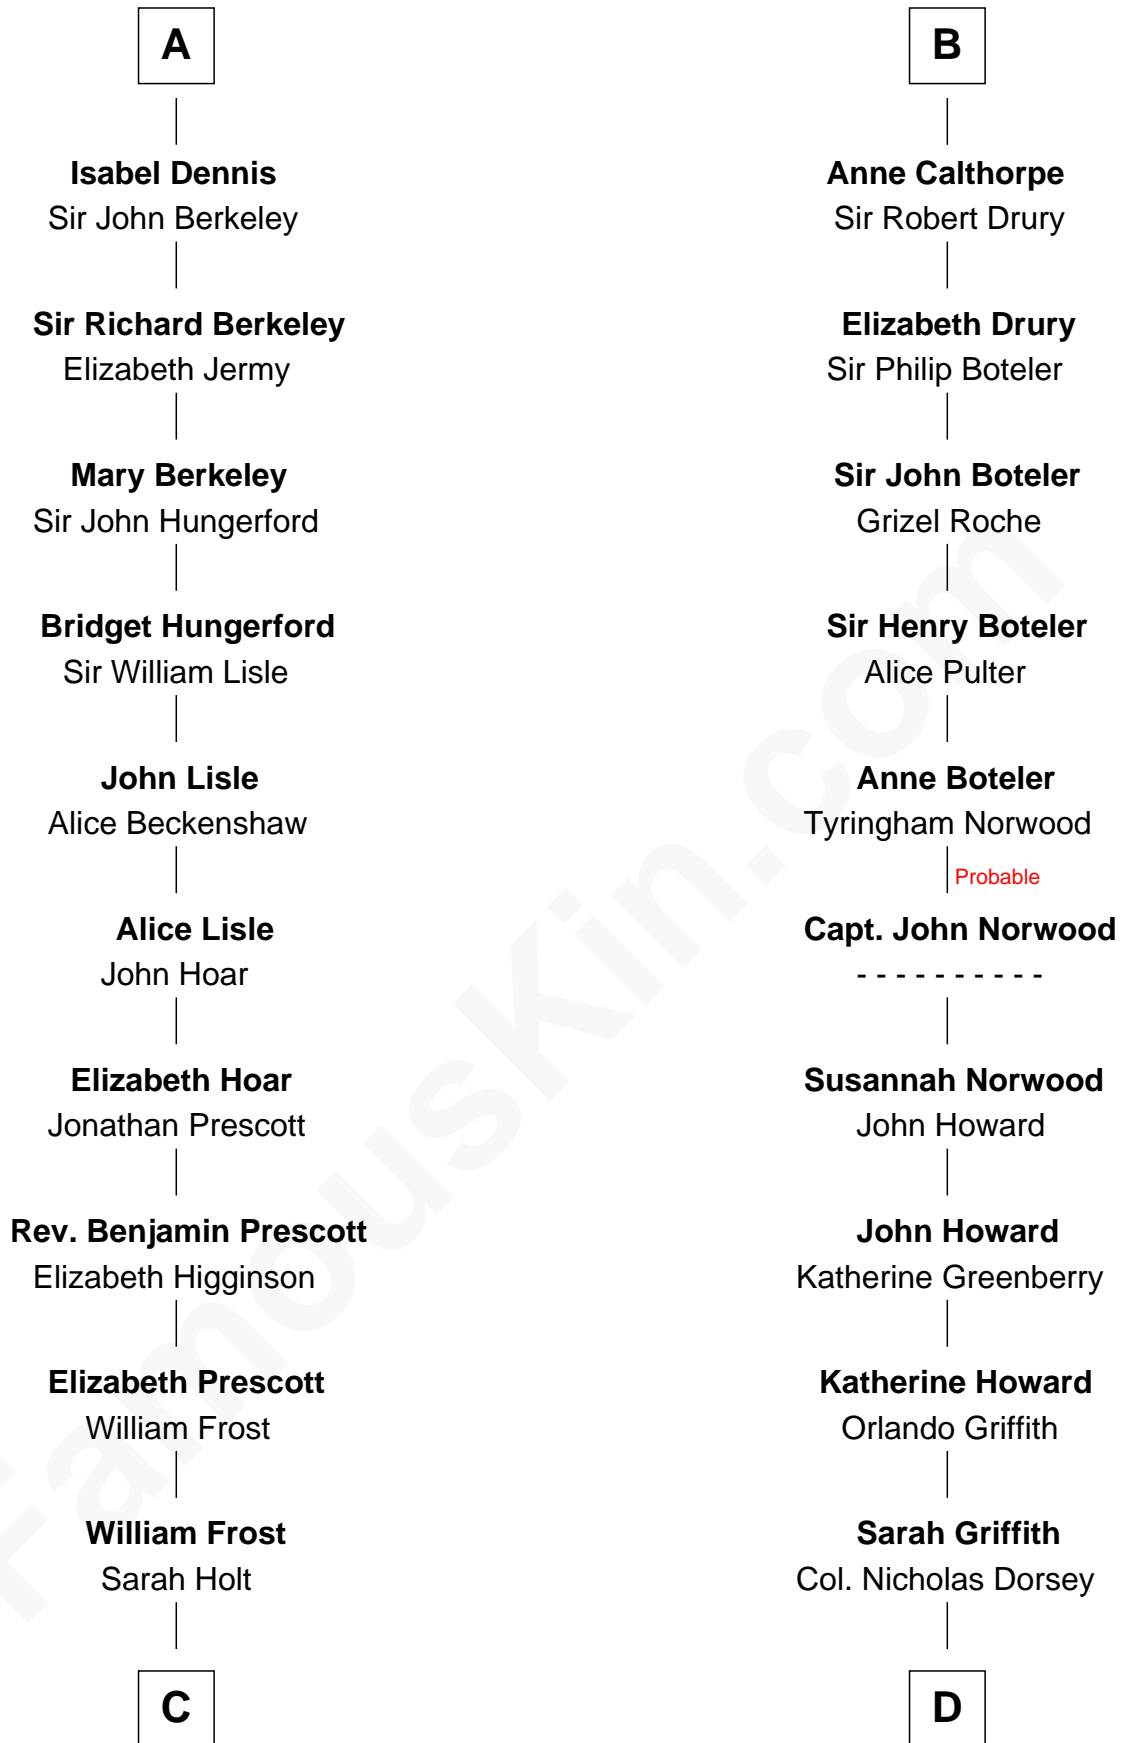 A
Isabel Dennis
Sir John Berkeley
Sir Richard Berkeley
Elizabeth Jermy
Mary Berkeley
Sir John Hungerford
Bridget Hungerford
Sir William Lisle
John Lisle
Alice Beckenshaw
Alice Lisle
John Hoar
Elizabeth Hoar
Jonathan Prescott
Rev. Benjamin Prescott
Elizabeth Higginson
Elizabeth Prescott
William Frost
William Frost
Sarah Holt
C
B
Anne Calthorpe
Sir Robert Drury
Elizabeth Drury
Sir Philip Boteler
Sir John Boteler
Grizel Roche
Sir Henry Boteler
Alice Pulter
Anne Boteler
Tyringham Norwood
Probable
Capt. John Norwood
- - - - - - - - - -
Susannah Norwood
John Howard
John Howard
Katherine Greenberry
Katherine Howard
Orlando Griffith
Sarah Griffith
Col. Nicholas Dorsey
D
FamousKin.com